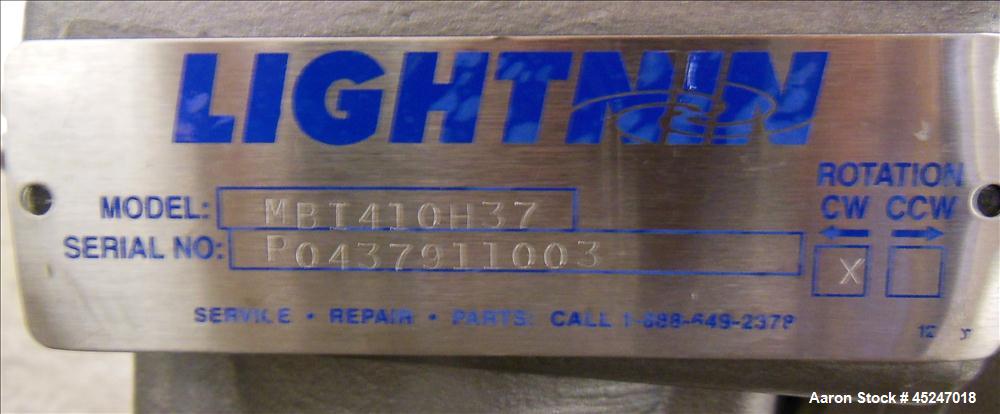 LIGHTNIN
ROTATION
CW CCW
MODEL: MBI410H37
SERIAL NO: P0437911003
X
SERVICE • REPAIR • PARTS: CALL 1-888-649-2378
Aaron Stock # 45247018